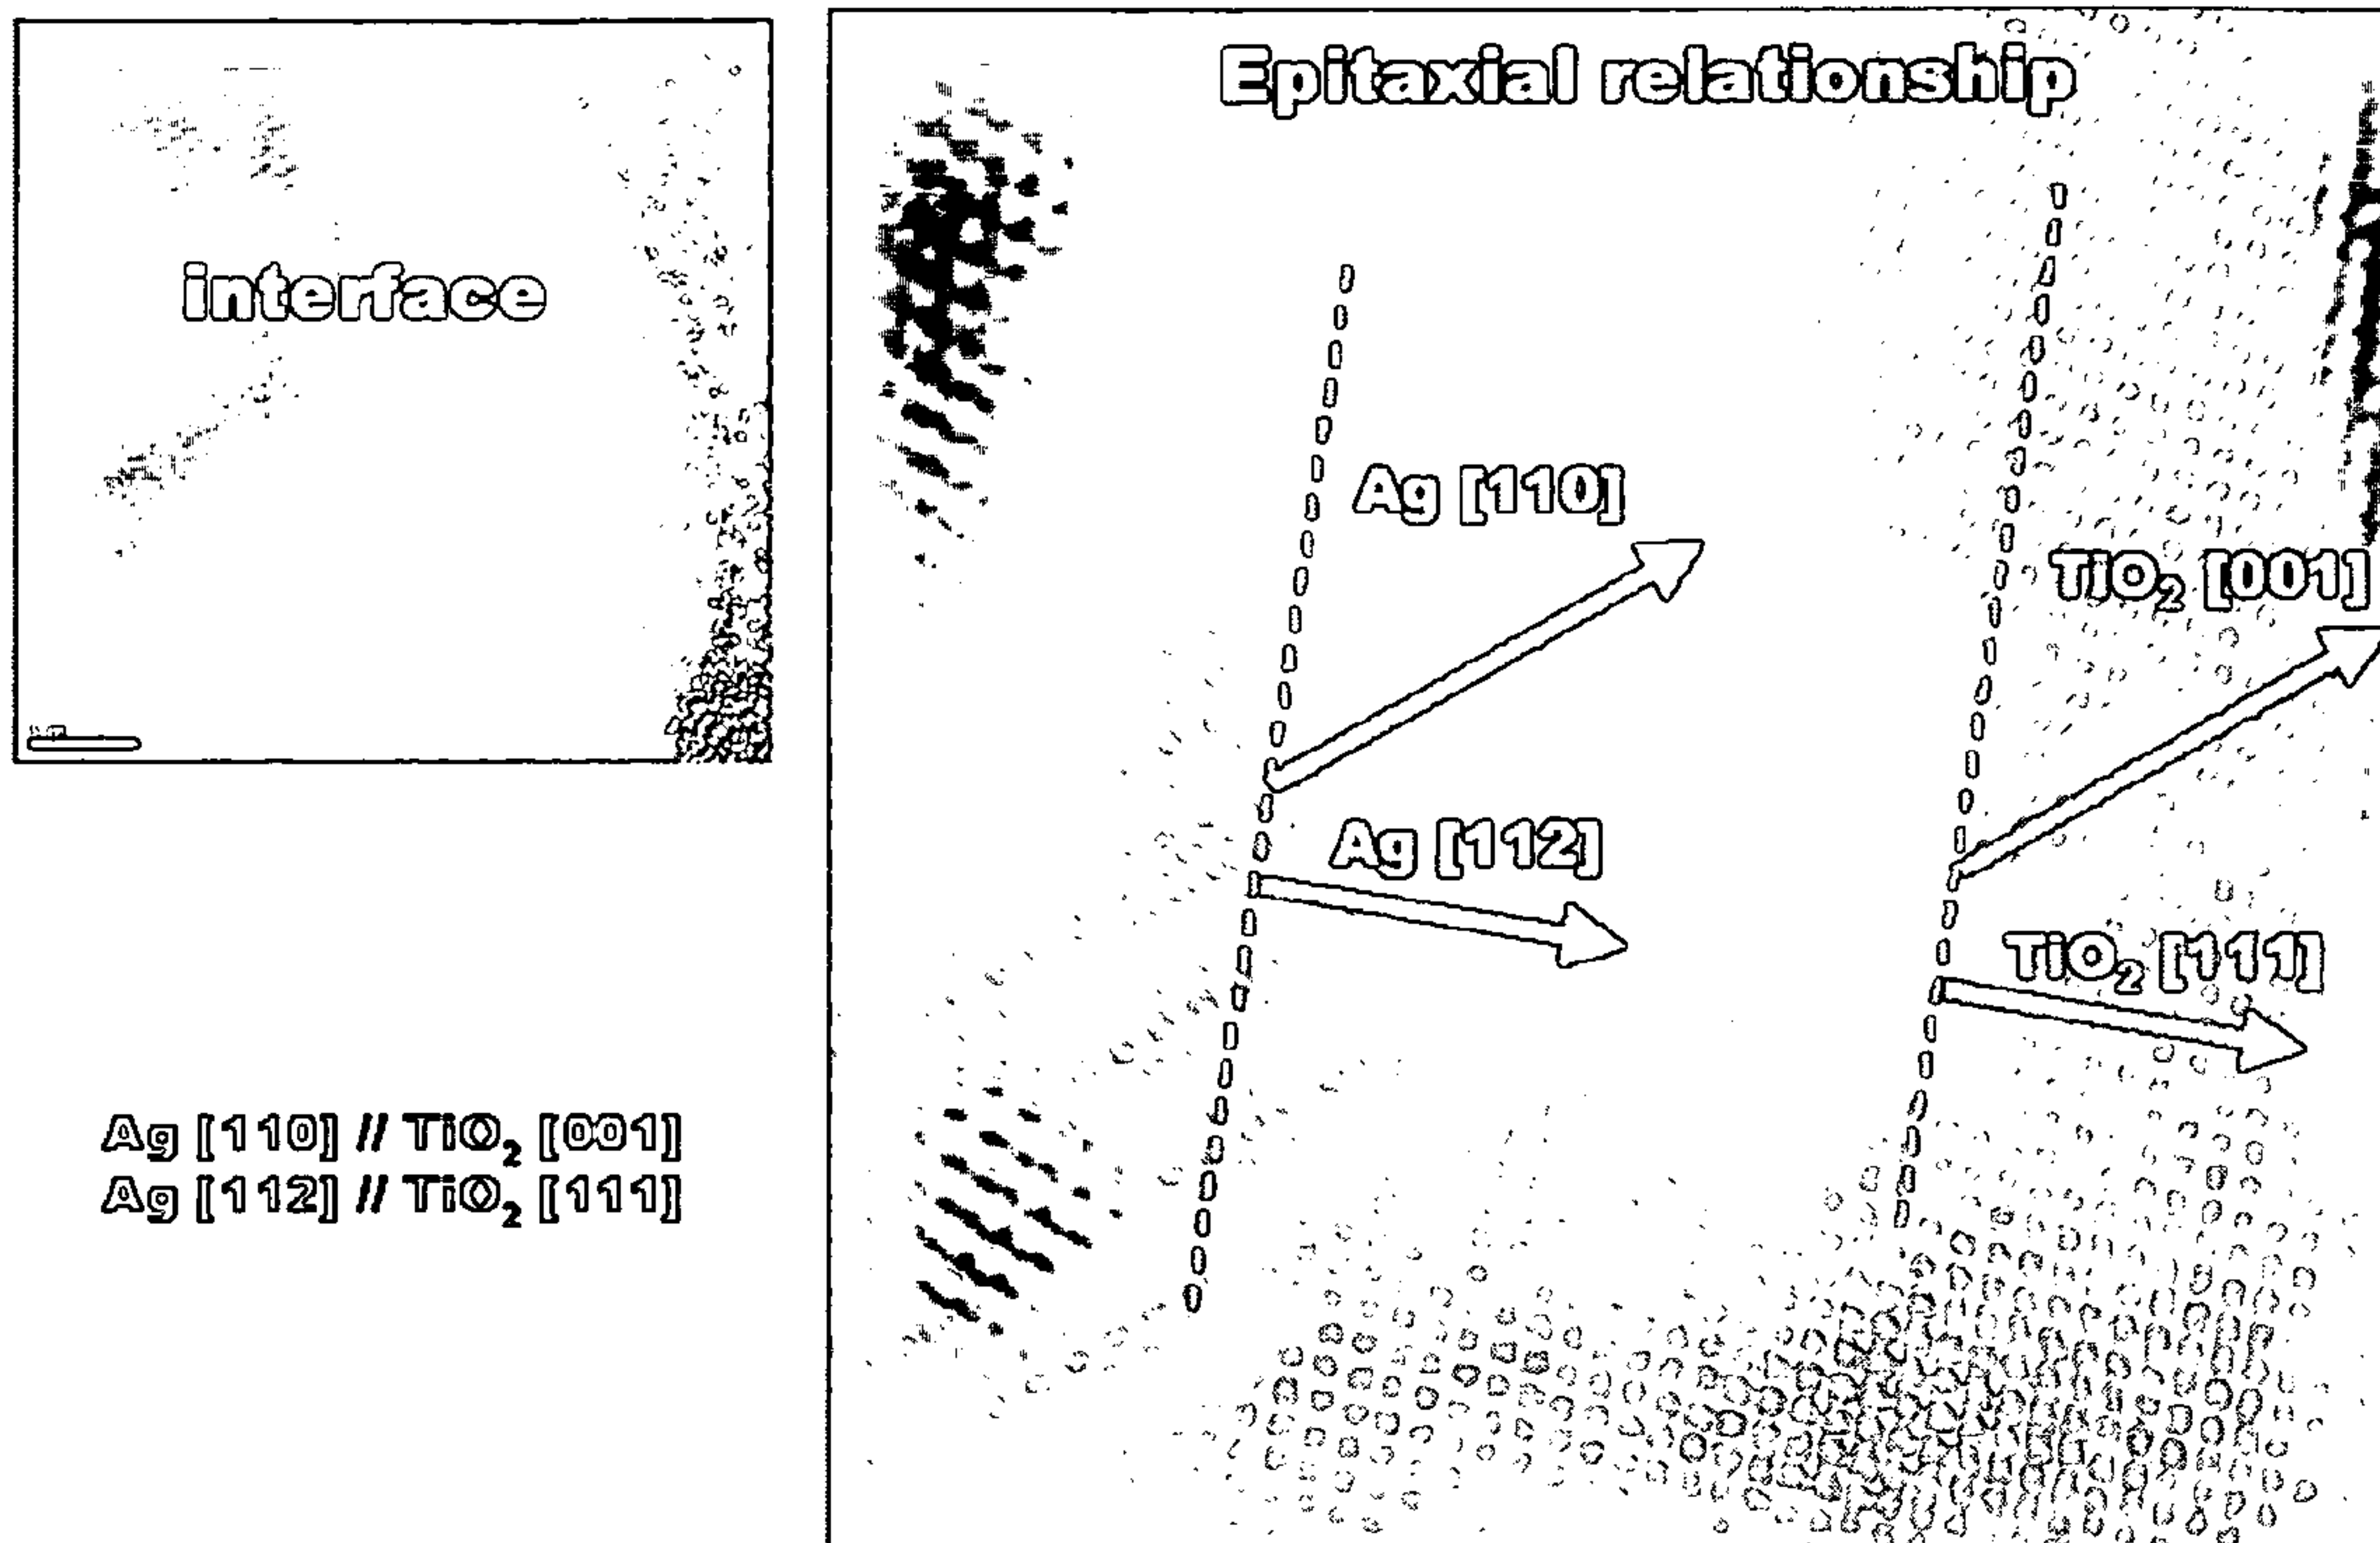 Epitaxial relationship
interface
Ag [110]
TiO₂ [001]
Ag [112]
TiO₂ [111]
Ag [110] // TiO₂ [001]
Ag [112] // TiO₂ [111]